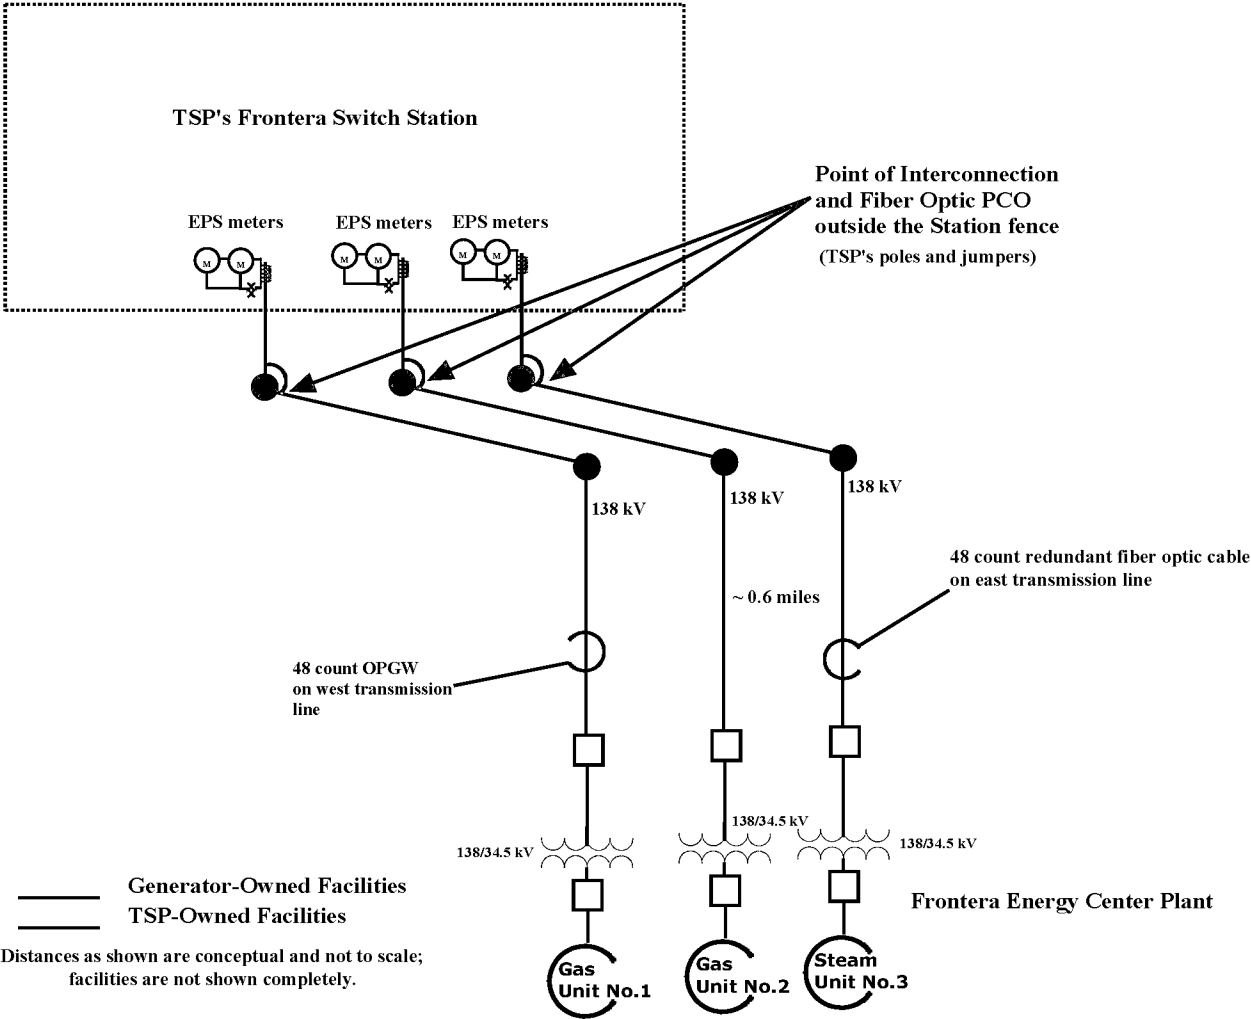 TSP's Frontera Switch Station
Point of Interconnection
and Fiber Optic PCO
outside the Station fence
(TSP's poles and jumpers)
EPS meters
EPS meters
EPS meters
M
M
M
M
M
M
138 kV
138 kV
138 kV
48 count redundant fiber optic cable
on east transmission line
~ 0.6 miles
48 count OPGW
on west transmission
line
138/34.5 kV
138/34.5 kV
138/34.5 kV
Generator-Owned Facilities
TSP-Owned Facilities
Frontera Energy Center Plant
Distances as shown are conceptual and not to scale;
facilities are not shown completely.
Gas
Unit No.1
Gas
Unit No.2
Steam
Unit No.3